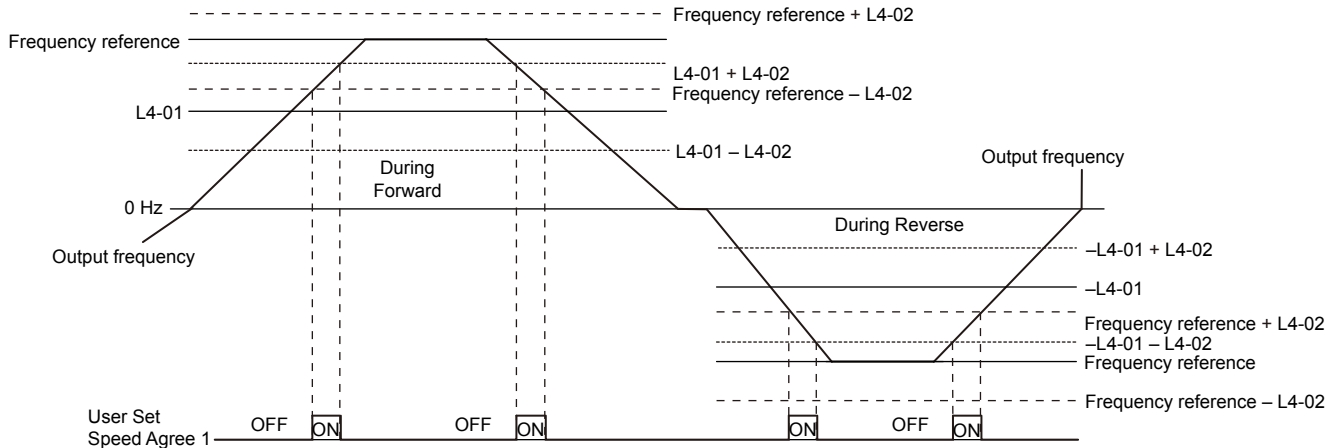 Frequency reference + L4-02
Frequency reference
L4-01 + L4-02
Frequency reference – L4-02
L4-01
L4-01 – L4-02
During
Forward
Output frequency
0 Hz
During Reverse
Output frequency
–L4-01 + L4-02
–L4-01
Frequency reference + L4-02
–L4-01 – L4-02
Frequency reference
Frequency reference – L4-02
User Set
Speed Agree 1
OFF
ON
OFF
ON
ON
OFF
ON